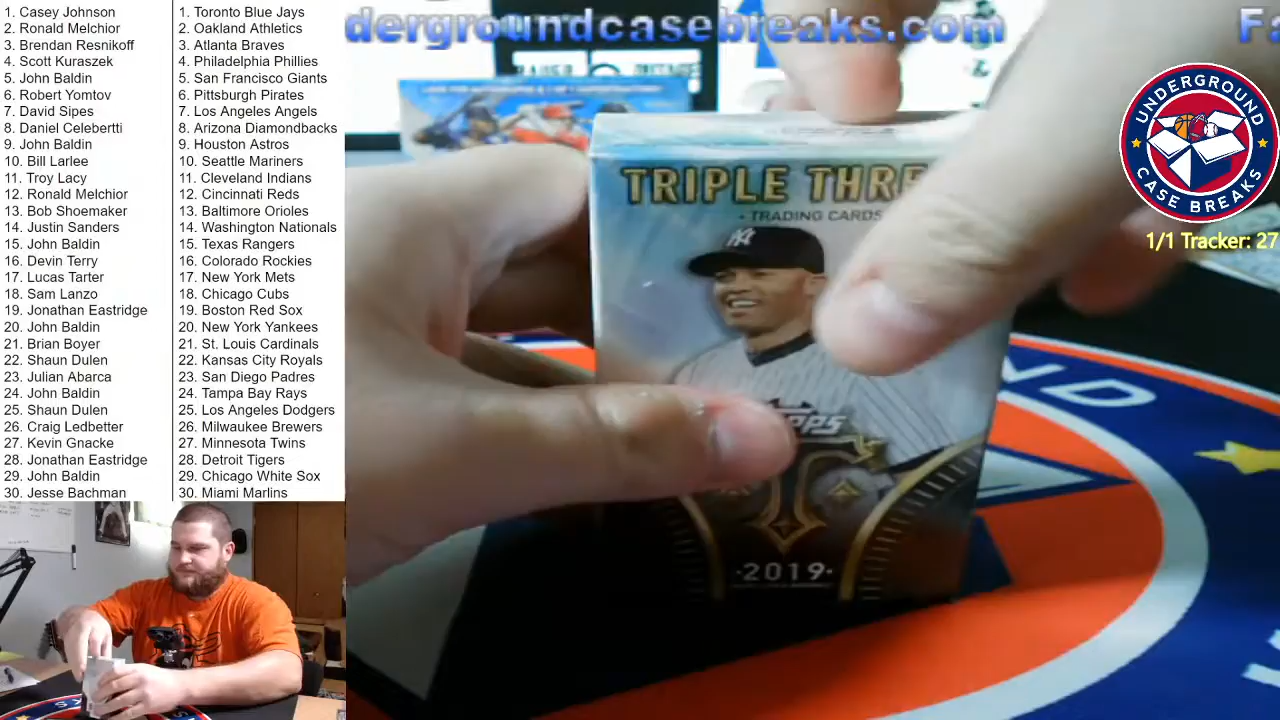 1. Casey Johnson
2. Ronald Melchior
3. Brendan Resnikoff
4. Scott Kuraszek
5. John Baldin
6. Robert Yomtov
7. David Sipes
8. Daniel Celebertti
9. John Baldin
10. Bill Larlee
11. Troy Lacy
12. Ronald Melchior
13. Bob Shoemaker
14. Justin Sanders
15. John Baldin
16. Devin Terry
17. Lucas Tarter
18. Sam Lanzo
19. Jonathan Eastridge
20. John Baldin
21. Brian Boyer
22. Shaun Dulen
23. Julian Abarca
24. John Baldin
25. Shaun Dulen
26. Craig Ledbetter
27. Kevin Gnacke
28. Jonathan Eastridge
29. John Baldin
30. Jesse Bachman
1. Toronto Blue Jays
2. Oakland Athletics
3. Atlanta Braves
4. Philadelphia Phillies
5. San Francisco Giants
6. Pittsburgh Pirates
7. Los Angeles Angels
8. Arizona Diamondbacks
9. Houston Astros
10. Seattle Mariners
11. Cleveland Indians
12. Cincinnati Reds
13. Baltimore Orioles
14. Washington Nationals
15. Texas Rangers
16. Colorado Rockies
17. New York Mets
18. Chicago Cubs
19. Boston Red Sox
20. New York Yankees
21. St. Louis Cardinals
22. Kansas City Royals
23. San Diego Padres
24. Tampa Bay Rays
25. Los Angeles Dodgers
26. Milwaukee Brewers
27. Minnesota Twins
28. Detroit Tigers
29. Chicago White Sox
30. Miami Marlins
dergroundcasebreaks.com Fa
UNDERGROUND
CASE BREAKS
1/1 Tracker: 27
TRIPLE THRE
TRADING CARDS
NY
·2019·
ND